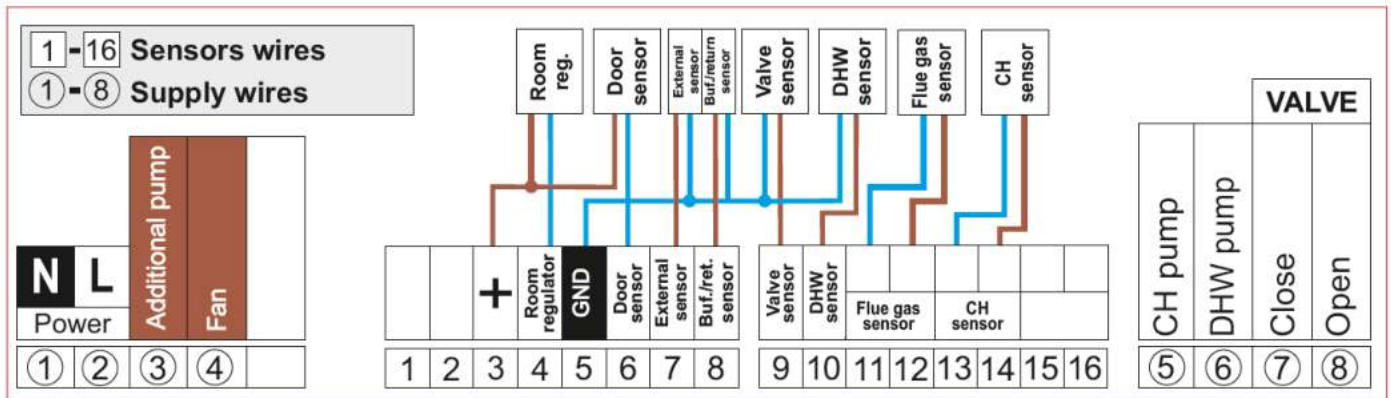 1 - 16 Sensors wires
1 - 8 Supply wires
Room
reg.
Door
sensor
External
sensor
Buf./return
sensor
Valve
sensor
DHW
sensor
Flue gas
sensor
CH
sensor
N L
Power
Additional pump
Fan
+
Room
regulator
GND
Door
sensor
External
sensor
Buf./ret.
sensor
Valve
sensor
DHW
sensor
Flue gas
sensor
CH
sensor
VALVE
CH pump
DHW pump
Close
Open
1 2 3 4
1 2 3 4 5 6 7 8
9 10 11 12 13 14 15 16
5 6 7 8